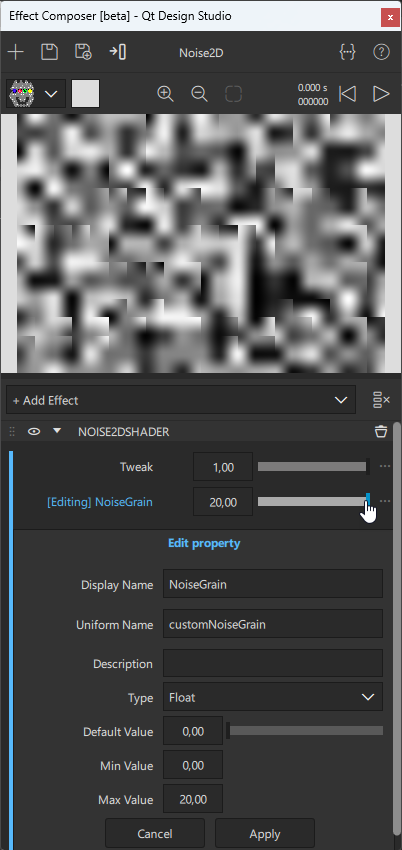 Effect Composer [beta] - Qt Design Studio
x
Noise2D
0.000 s
000000
+ Add Effect
NOISE2DSHADER
Tweak 1,00
[Editing] NoiseGrain 20,00
Edit property
Display Name NoiseGrain
Uniform Name customNoiseGrain
Description
Type Float
Default Value 0,00
Min Value 0,00
Max Value 20,00
Cancel Apply